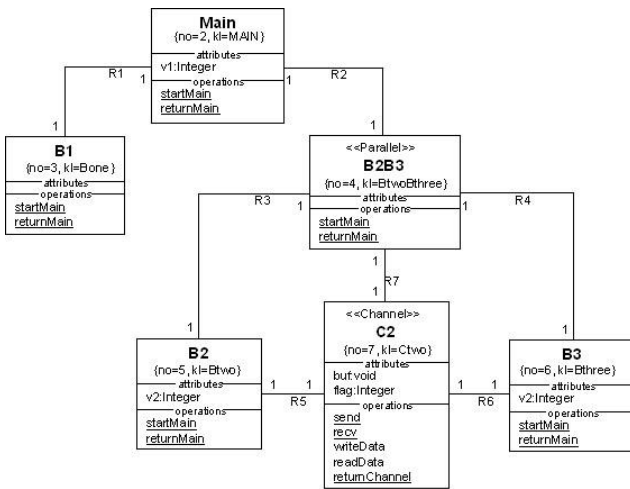 Main
{no=2, kl=MAIN}
attributes
v1:Integer
operations
startMain
returnMain
R1
1
1
R2
1
1
B1
{no=3, kl=Bone}
attributes
operations
startMain
returnMain
<<Parallel>>
B2B3
{no=4, kl=BtwoBthree}
attributes
operations
startMain
returnMain
R3
1
1
R4
1
1
1
R7
1
B2
{no=5, kl=Btwo}
attributes
v2:Integer
operations
startMain
returnMain
1
R5
1
<<Channel>>
C2
{no=7, kl=Ctwo}
attributes
buf:void
flag:Integer
operations
send
recv
writeData
readData
returnChannel
1
R6
1
B3
{no=6, kl=Bthree}
attributes
v2:Integer
operations
startMain
returnMain